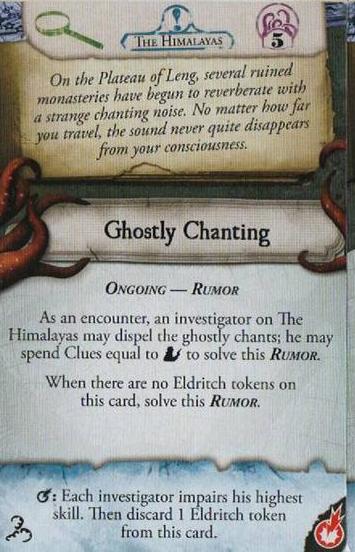 The Himalayas
5
On the Plateau of Leng, several ruined
monasteries have begun to reverberate with
a strange chanting noise. No matter how far
you travel, the sound never quite disappears
from your consciousness.
Ghostly Chanting
Ongoing — Rumor
As an encounter, an investigator on The
Himalayas may dispel the ghostly chants; he may
spend Clues equal to to solve this Rumor.
When there are no Eldritch tokens on
this card, solve this Rumor.
: Each investigator impairs his highest
skill. Then discard 1 Eldritch token
from this card.